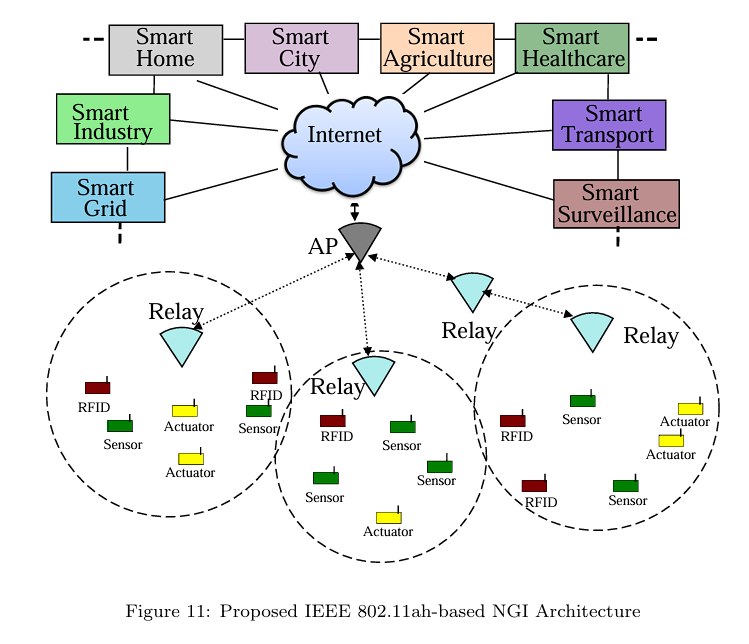 Smart
Home
Smart
City
Smart
Agriculture
Smart
Healthcare
Smart
Industry
Internet
Smart
Transport
Smart
Grid
Smart
Surveillance
AP
Relay
Relay
Relay
Relay
RFID
RFID
Actuator
Sensor
Sensor
Actuator
RFID
Sensor
Sensor
Sensor
Actuator
Sensor
Actuator
RFID
Actuator
RFID
Sensor
Figure 11: Proposed IEEE 802.11ah-based NGI Architecture